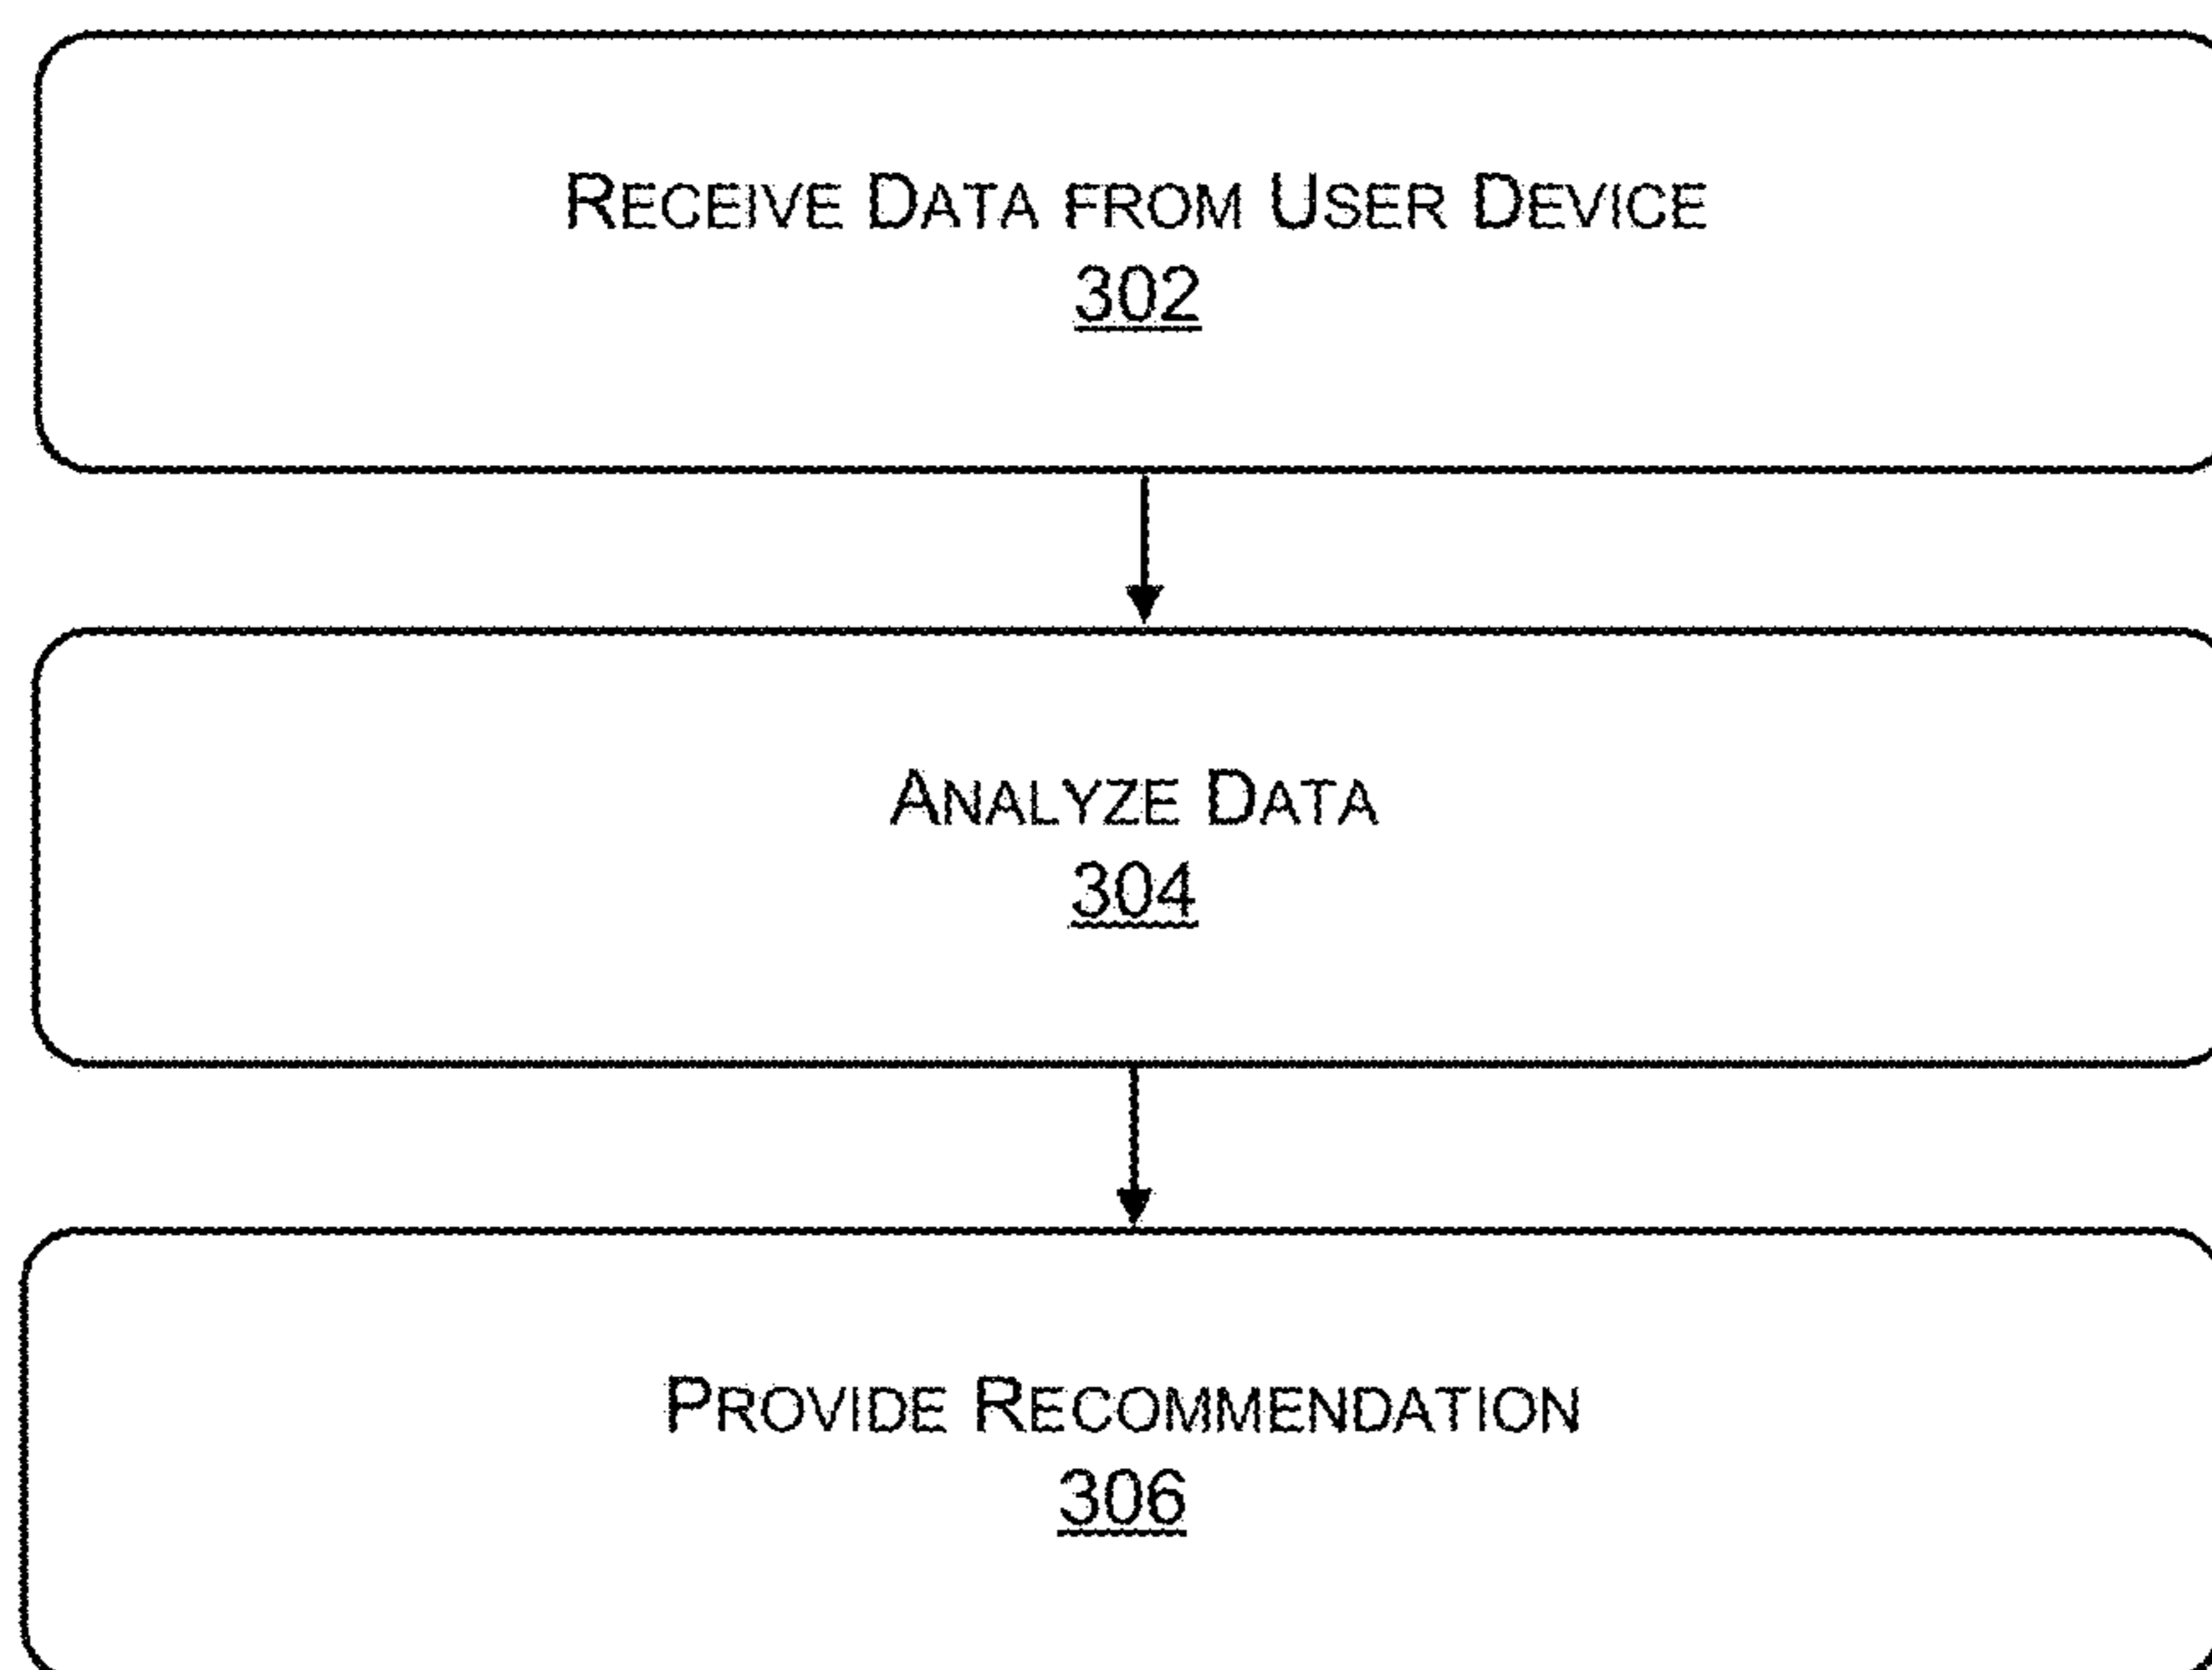 RECEIVE DATA FROM USER DEVICE
302
ANALYZE DATA
304
PROVIDE RECOMMENDATION
306